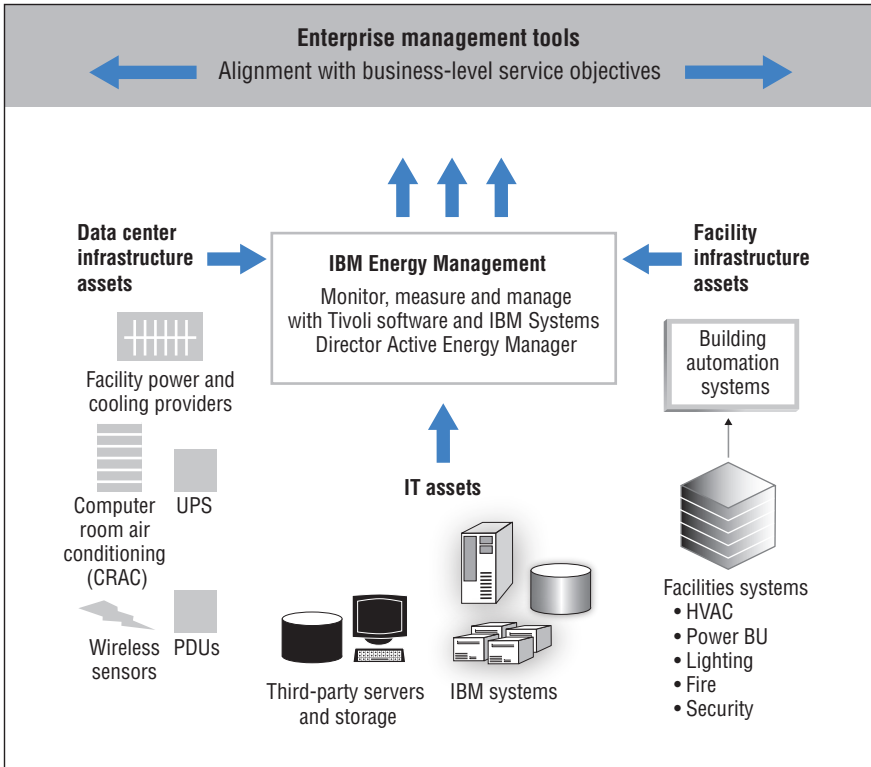 Enterprise management tools
Alignment with business-level service objectives
Data center
infrastructure
assets
IBM Energy Management
Monitor, measure and manage
with Tivoli software and IBM Systems
Director Active Energy Manager
Facility
infrastructure
assets
Facility power and
cooling providers
Building
automation
systems
Computer
room air
conditioning
(CRAC)
UPS
Wireless
sensors
PDUs
IT assets
Third-party servers
and storage
IBM systems
Facilities systems
• HVAC
• Power BU
• Lighting
• Fire
• Security